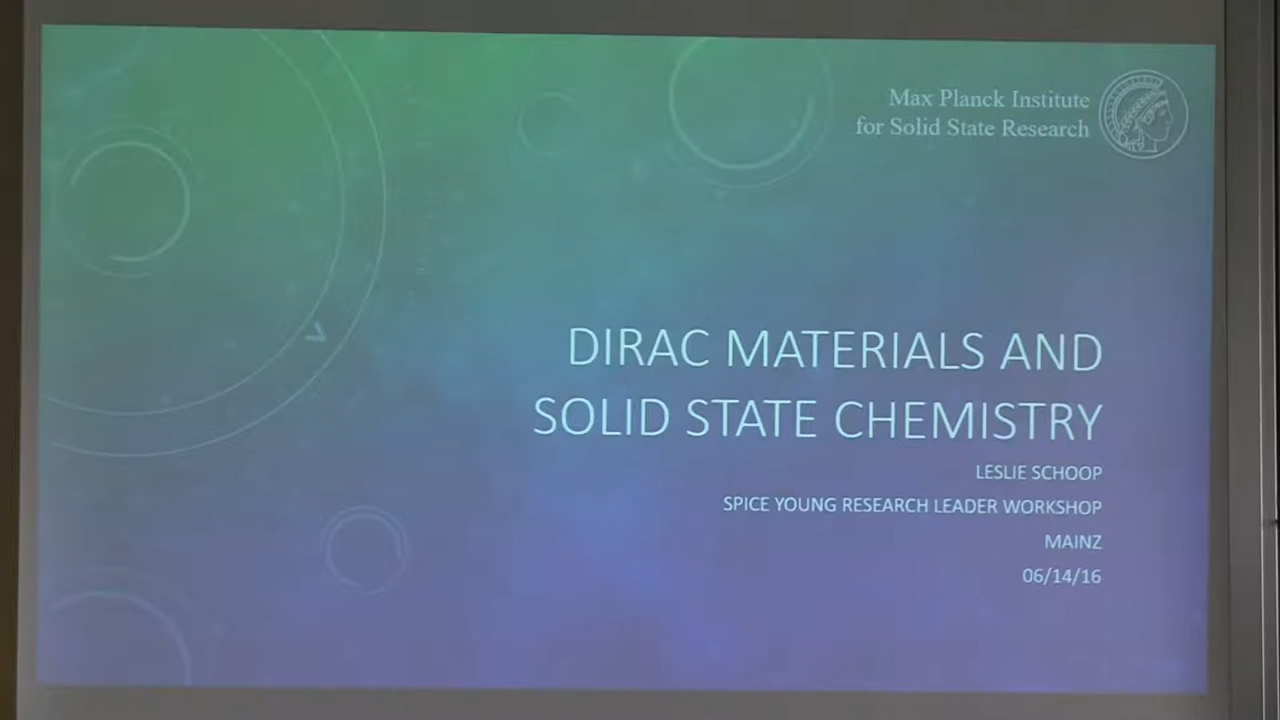 Max Planck Institute
for Solid State Research
DIRAC MATERIALS AND
SOLID STATE CHEMISTRY
LESLIE SCHOOP
SPICE YOUNG RESEARCH LEADER WORKSHOP
MAINZ
06/14/16